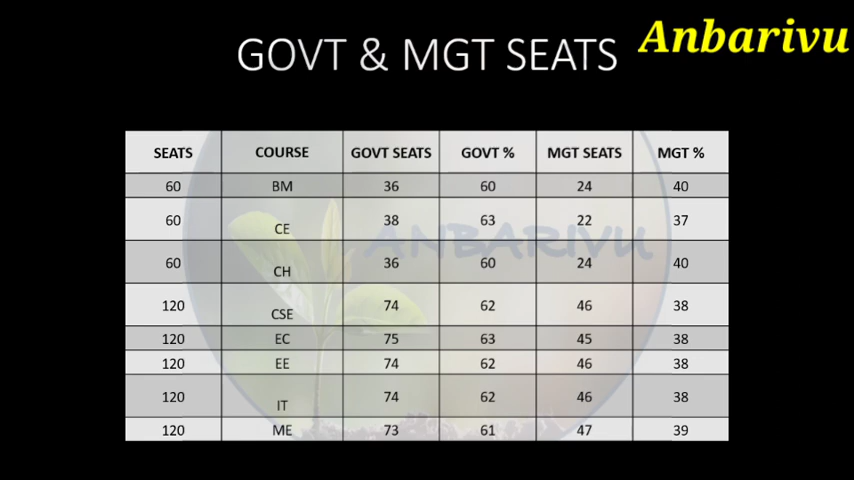 Anbarivu
GOVT & MGT SEATS
SEATS COURSE GOVT SEATS GOVT % MGT SEATS MGT %
60 BM 36 60 24 40
60 CE 38 63 22 37
ANBARIVU
60 CH 36 60 24 40
120 CSE 74 62 46 38
120 EC 75 63 45 38
120 EE 74 62 46 38
120 IT 74 62 46 38
120 ME 73 61 47 39